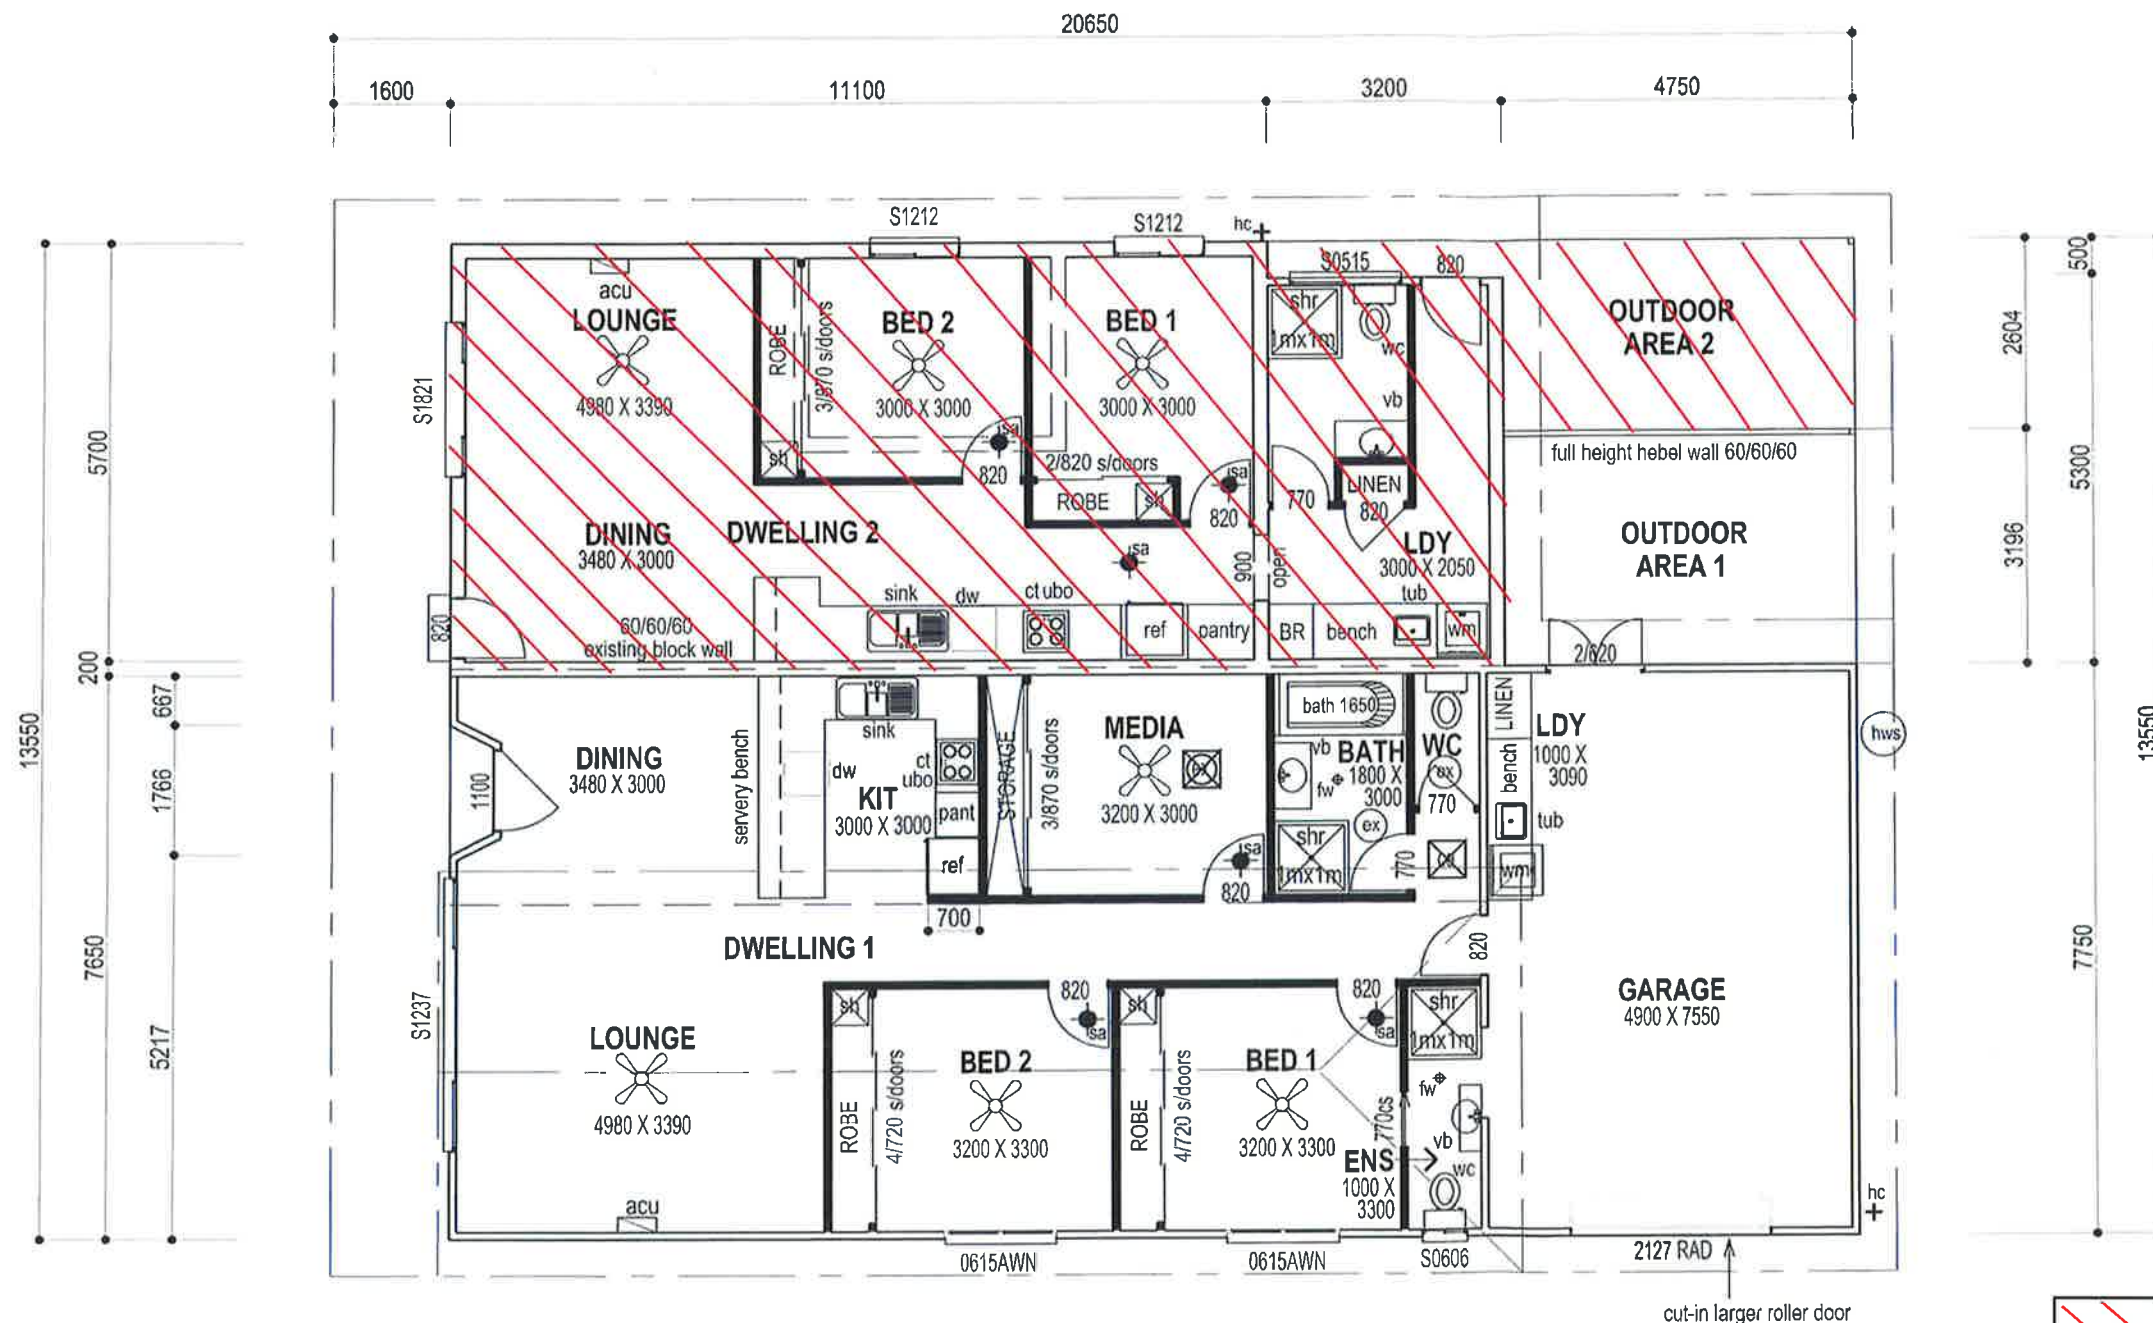 20650
1600
11100
3200
4750
S1212
S1212
hc
S0515
820
500
acu
LOUNGE
4980 X 3390
ROBE
3/870 s/doors
BED 2
3000 X 3000
BED 1
3000 X 3000
shr
1mx1m
wc
vb
OUTDOOR
AREA 2
2604
S1821
5700
sh
sa
820
2/820 s/doors
ROBE
sh
sa
820
770
LINEN
820
full height hebel wall 60/60/60
5300
DINING
3480 X 3000
DWELLING 2
sa
900
open
LDY
3000 X 2050
OUTDOOR
AREA 1
3196
820
60/60/60
existing block wall
sink
dw
ct ubo
ref
pantry
BR
bench
tub
wm
2/620
200
667
13550
DINING
3480 X 3000
1100
1766
servery bench
sink
dw
ct
ubo
KIT
3000 X 3000
pant
ref
700
STORAGE
3/870 s/doors
MEDIA
3200 X 3000
sa
820
bath 1650
vb
BATH
1800 X
3000
fw
ex
shr
1mx1m
WC
ex
770
770
LINEN
bench
LDY
1000 X
3090
tub
wm
hws
13550
7650
DWELLING 1
820
7750
S1237
5217
LOUNGE
4980 X 3390
acu
sh
ROBE
4/720 s/doors
BED 2
3200 X 3300
820
sa
sh
ROBE
4/720 s/doors
BED 1
3200 X 3300
820
sa
shr
1mx1m
fw
770cs
vb
wc
ENS
1000 X
3300
GARAGE
4900 X 7550
hc
0615AWN
0615AWN
S0606
2127 RAD
cut-in larger roller door